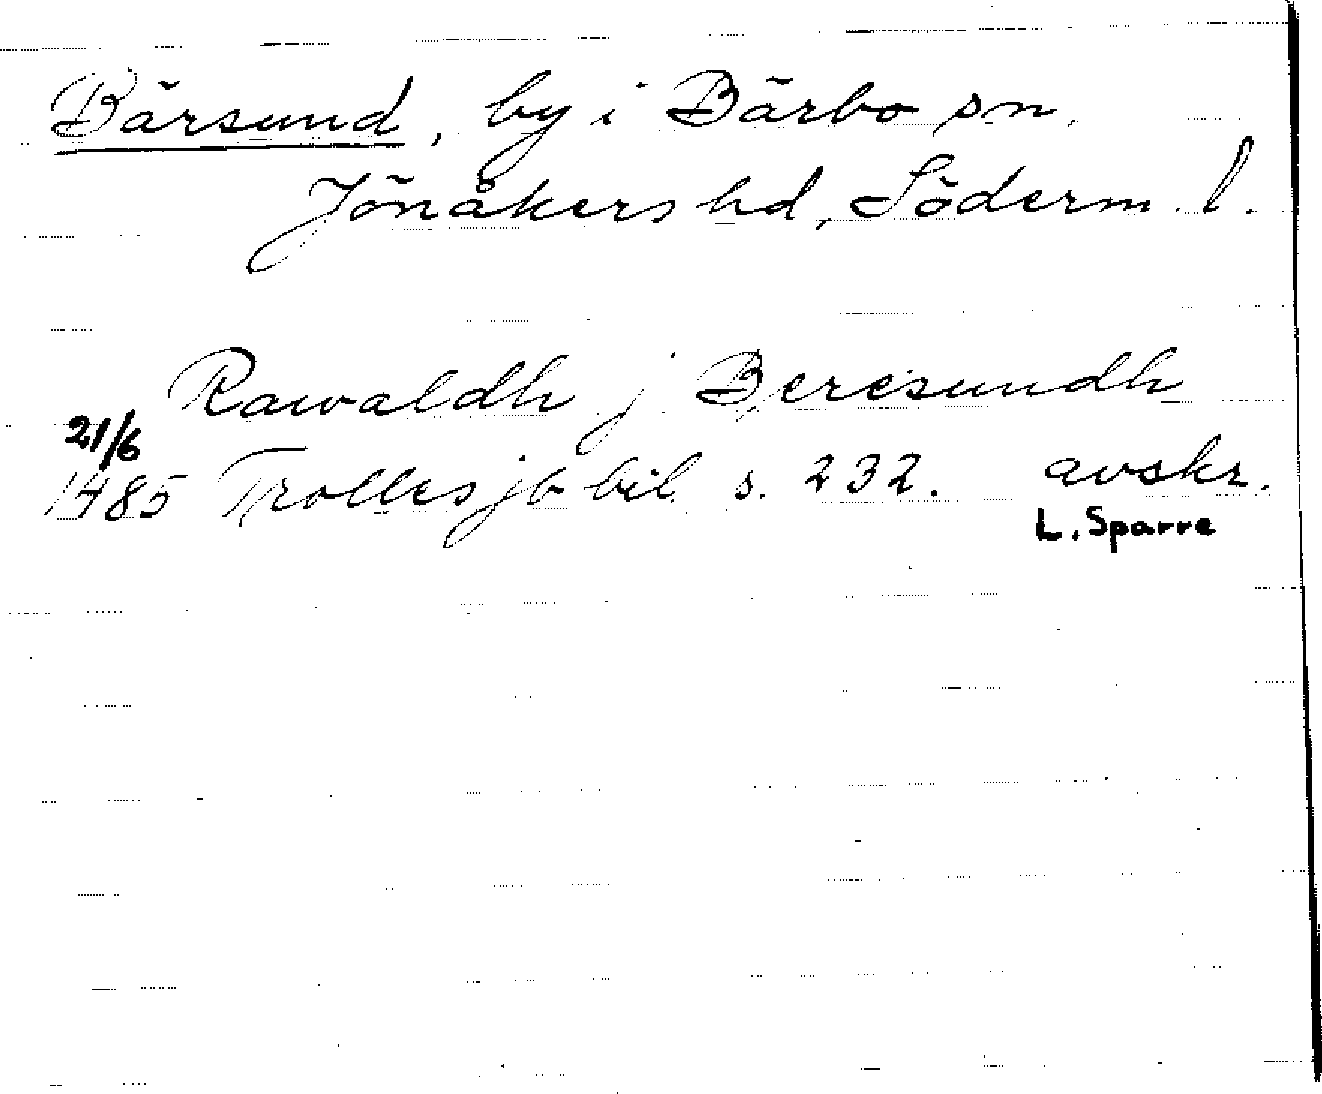 Bärsund, by i Bärbo sn,
Jönåkers hd, Söderm. l.
Rawaldh j Beresundh
21/6
1485 Trolles jb bil s. 232. avskr.
L. Sparre